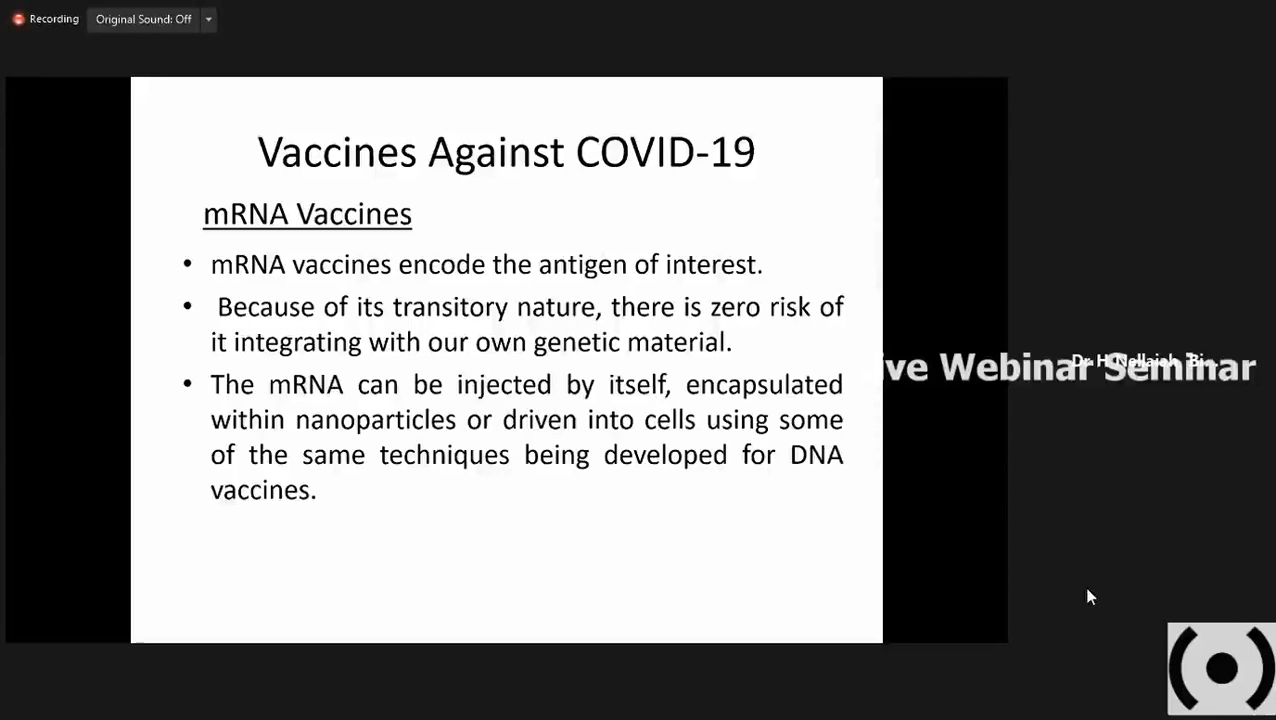 Recording
Original Sound: Off
Vaccines Against COVID-19
mRNA Vaccines
• mRNA vaccines encode the antigen of interest.
• Because of its transitory nature, there is zero risk of
it integrating with our own genetic material.
• The mRNA can be injected by itself, encapsulated
within nanoparticles or driven into cells using some
of the same techniques being developed for DNA
vaccines.
ive Webinar Seminar
Dr H Nellaiah